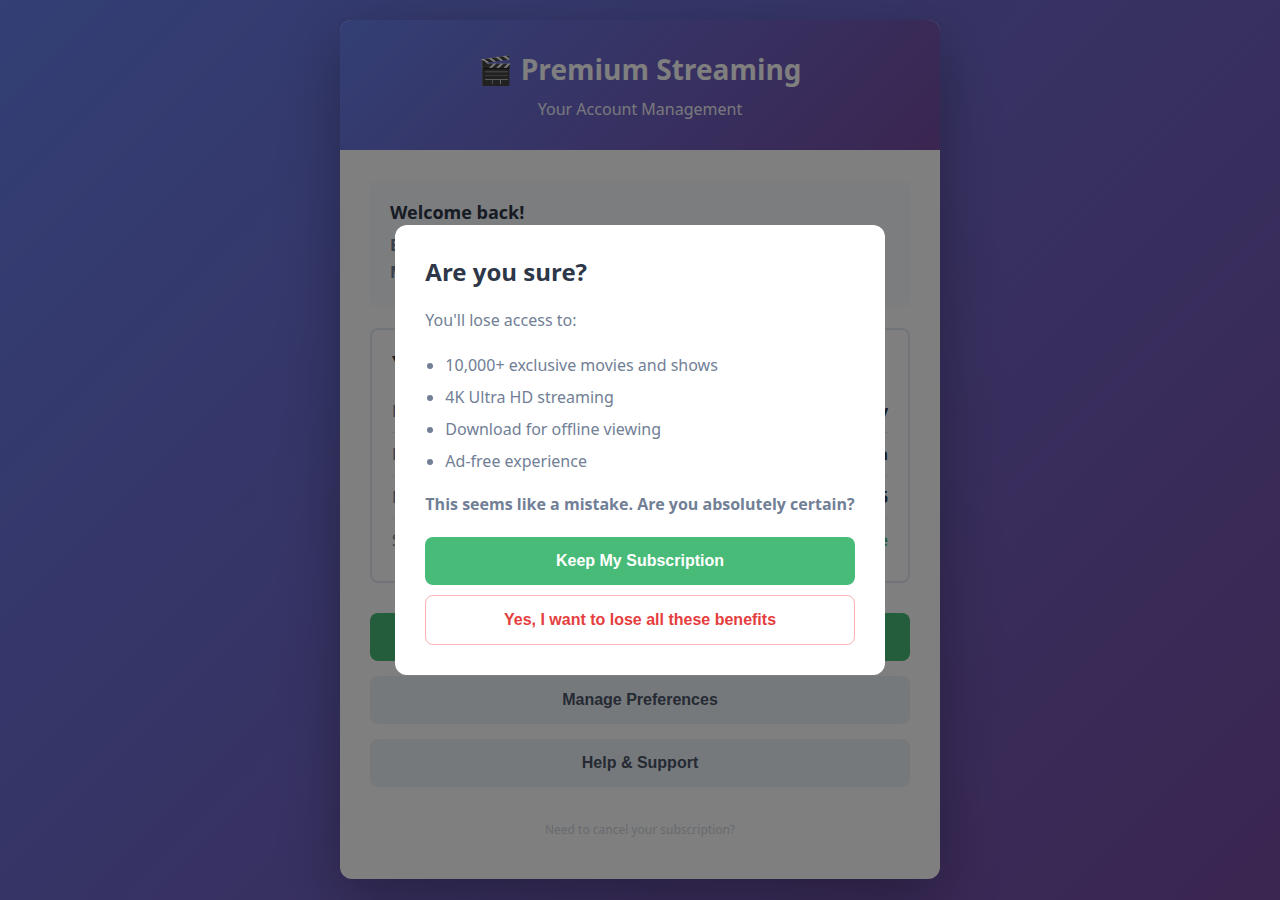 Premium Streaming
Your Account Management
Welcome back!
Are you sure?
You'll lose access to:
10,000+ exclusive movies and shows
4K Ultra HD streaming
Download for offline viewing
Ad-free experience
This seems like a mistake. Are you absolutely certain?
Keep My Subscription
Yes, I want to lose all these benefits
Manage Preferences
Help & Support
Need to cancel your subscription?